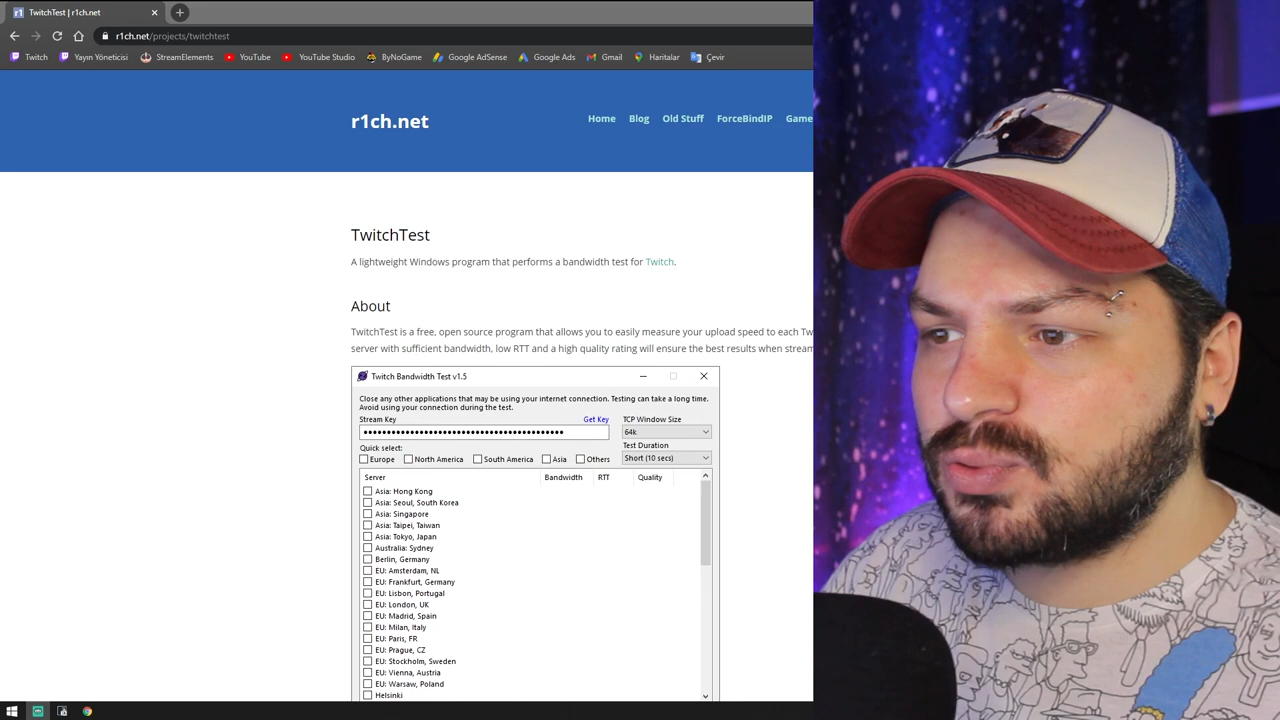 TwitchTest | r1ch.net
r1ch.net/projects/twitchtest
Twitch Yayın Yöneticisi StreamElements YouTube YouTube Studio ByNoGame Google AdSense Google Ads Gmail Haritalar Çevir
r1ch.net
Home Blog Old Stuff ForceBindIP Game
TwitchTest
A lightweight Windows program that performs a bandwidth test for Twitch.
About
TwitchTest is a free, open source program that allows you to easily measure your upload speed to each Tw
server with sufficient bandwidth, low RTT and a high quality rating will ensure the best results when stream
Twitch Bandwidth Test v1.5
Close any other applications that may be using your internet connection. Testing can take a long time.
Avoid using your connection during the test.
Stream Key Get Key TCP Window Size
64k
Quick select: Test Duration
Europe North America South America Asia Others Short (10 secs)
Server Bandwidth RTT Quality
Asia: Hong Kong
Asia: Seoul, South Korea
Asia: Singapore
Asia: Taipei, Taiwan
Asia: Tokyo, Japan
Australia: Sydney
Berlin, Germany
EU: Amsterdam, NL
EU: Frankfurt, Germany
EU: Lisbon, Portugal
EU: London, UK
EU: Madrid, Spain
EU: Milan, Italy
EU: Paris, FR
EU: Prague, CZ
EU: Stockholm, Sweden
EU: Vienna, Austria
EU: Warsaw, Poland
Helsinki